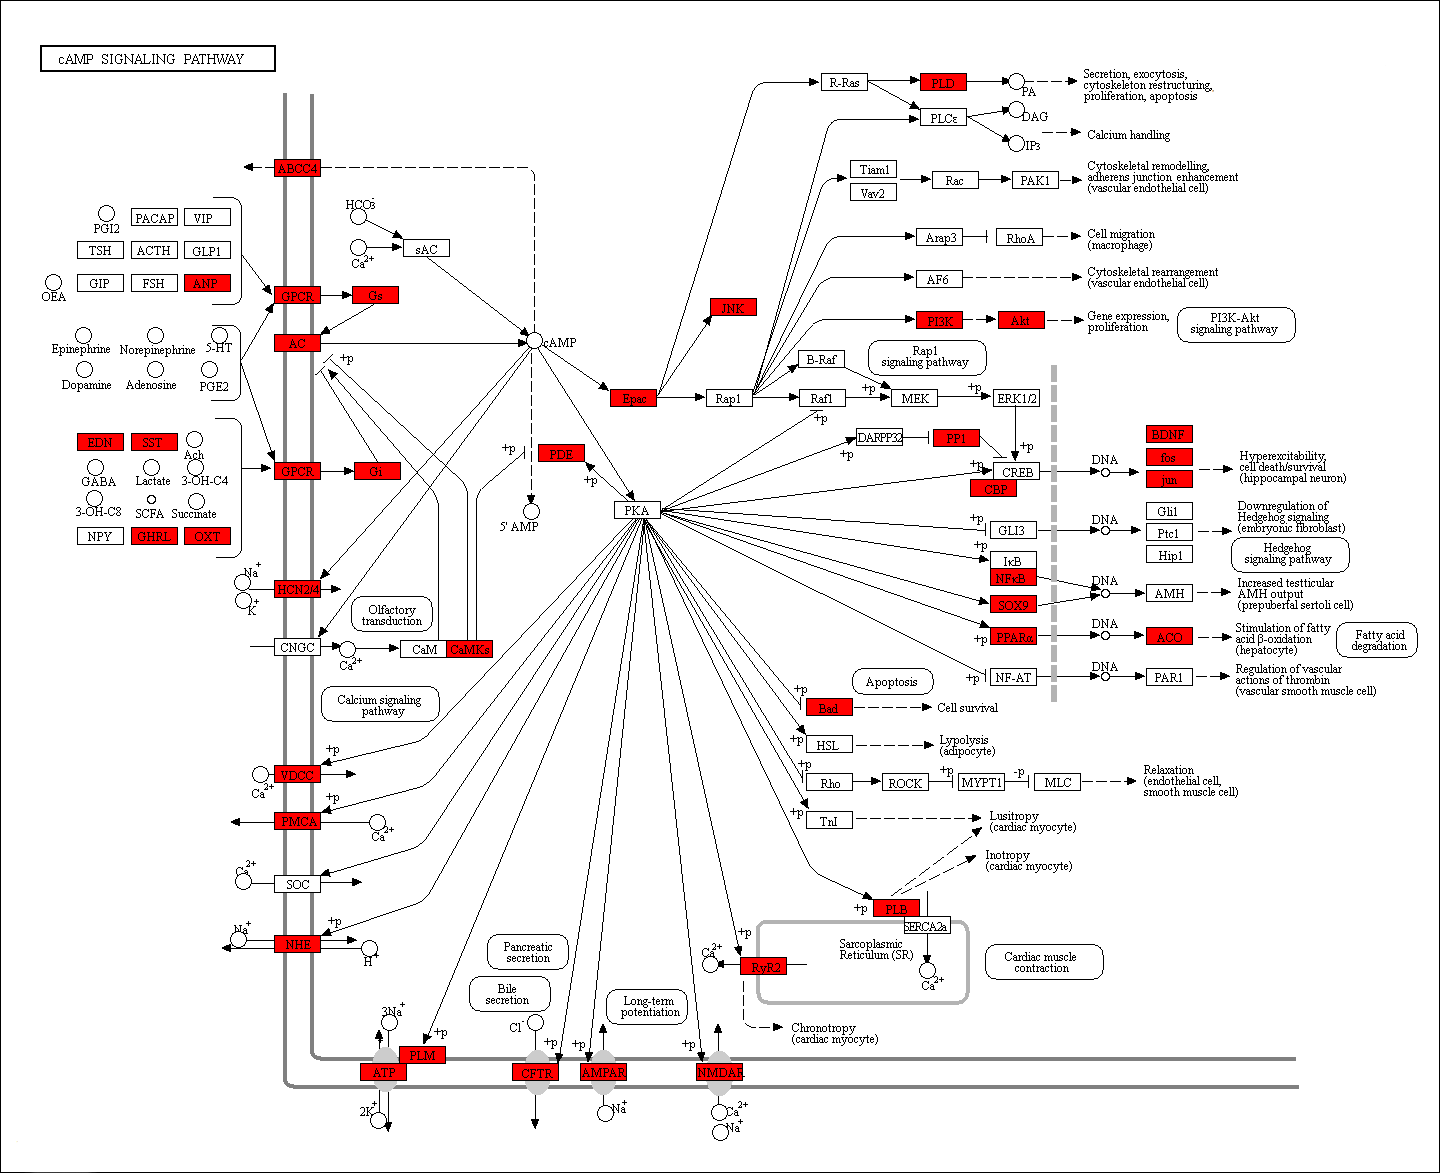 cAMP SIGNALING PATHWAY
R-Ras
PLD
PA
Secretion, exocytosis,
cytoskeleton restructuring,
proliferation, apoptosis
PLCε
DAG
IP3
Calcium handling
ABCC4
Tiam1
Vav2
Rac
PAK1
Cytoskeletal remodelling,
adherens junction enhancement
(vascular endothelial cell)
PGI2
PACAP
VIP
HCO3-
TSH
ACTH
GLP1
Ca2+
sAC
Arap3
RhoA
Cell migration
(macrophage)
OEA
GIP
FSH
ANP
GPCR
Gs
AF6
Cytoskeletal rearrangement
(vascular endothelial cell)
JNK
PI3K
Akt
Gene expression,
proliferation
PI3K-Akt
signaling pathway
Epinephrine
Norepinephrine
5-HT
AC
+p
cAMP
B-Raf
Rap1
signaling pathway
Dopamine
Adenosine
PGE2
Epac
Rap1
Raf1
+p
MEK
+p
ERK1/2
+p
EDN
SST
Ach
+p
PDE
DARPP32
+p
PP1
+p
BDNF
GABA
Lactate
3-OH-C4
GPCR
Gi
+p
+p
CREB
CBP
DNA
fos
jun
Hyperexcitability,
cell death/survival
(hippocampal neuron)
3-OH-C8
SCFA
Succinate
5' AMP
PKA
+p
GLI3
DNA
Gli1
Ptc1
Hip1
Downregulation of
Hedgehog signaling
(embryonic fibroblast)
Hedgehog
signaling pathway
NPY
GHRL
OXT
+p
IκB
NFκB
Na+
K+
HCN2/4
SOX9
DNA
AMH
Increased testticular
AMH output
(prepuberfal sertoli cell)
Olfactory
transduction
CNGC
Ca2+
CaM
CaMKs
+p
PPARα
DNA
ACO
Stimulation of fatty
acid β-oxidation
(hepatocyte)
Fatty acid
degradation
+p
NF-AT
DNA
PAR1
Regulation of vascular
actions of thrombin
(vascular smooth muscle cell)
Calcium signaling
pathway
Apoptosis
+p
Bad
Cell survival
+p
HSL
Lypolysis
(adipocyte)
+p
VDCC
Ca2+
+p
Rho
ROCK
+p
MYPT1
-p
MLC
Relaxation
(endothelial cell,
smooth muscle cell)
+p
PMCA
Ca2+
+p
TnI
Lusitropy
(cardiac myocyte)
Inotropy
(cardiac myocyte)
Ca2+
SOC
+p
PLB
SERCA2a
Na+
+p
NHE
H+
Pancreatic
secretion
+p
Ca2+
RyR2
Sarcoplasmic
Reticulum (SR)
Ca2+
Cardiac muscle
contraction
Bile
secretion
Long-term
potentiation
3Na+
+p
Cl-
+p
+p
+p
Chronotropy
(cardiac myocyte)
PLM
ATP
CFTR
AMPAR
NMDAR
2K+
Na+
Ca2+
Na+